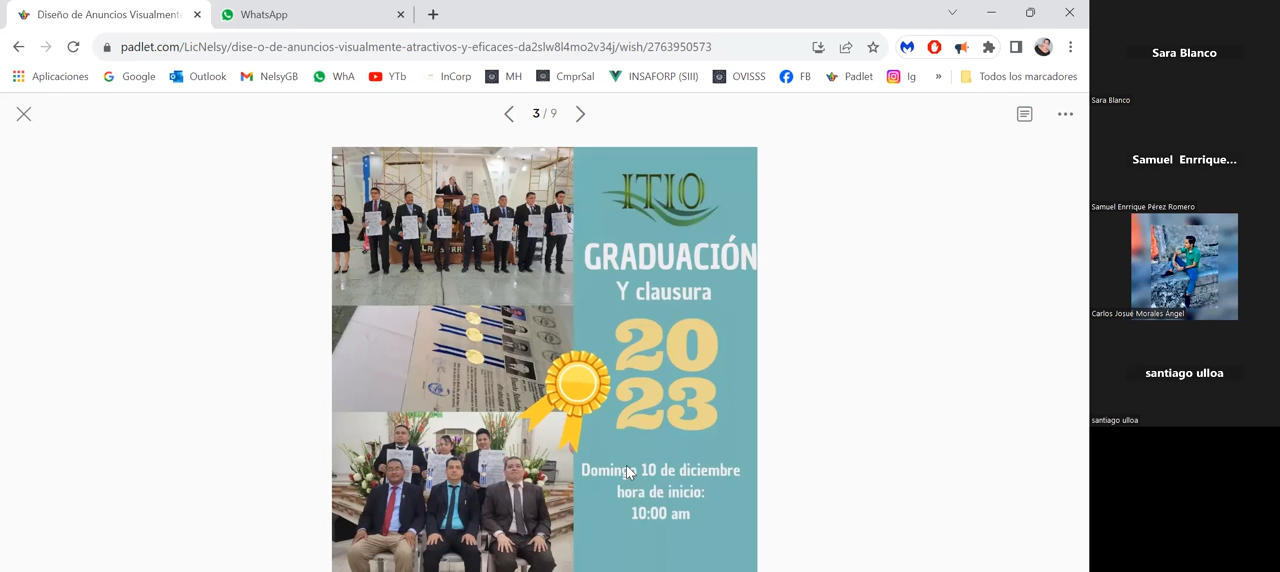 Diseño de Anuncios Visualment
WhatsApp
padlet.com/LicNelsy/dise-o-de-anuncios-visualmente-atractivos-y-eficaces-da2slw8l4mo2v34j/wish/2763950573
Aplicaciones
Google
Outlook
NelsyGB
WhA
YTb
InCorp
MH
CmprSal
INSAFORP (SIII)
OVISSS
FB
Padlet
Ig
»
Todos los marcadores
3 / 9
ITIO
GRADUACIÓN
Y clausura
20
23
Domingo 10 de diciembre
hora de inicio:
10:00 am
Sara Blanco
Sara Blanco
Samuel Enrrique...
Samuel Enrrique Pérez Romero
Carlos Josué Morales Ángel
santiago ulloa
santiago ulloa